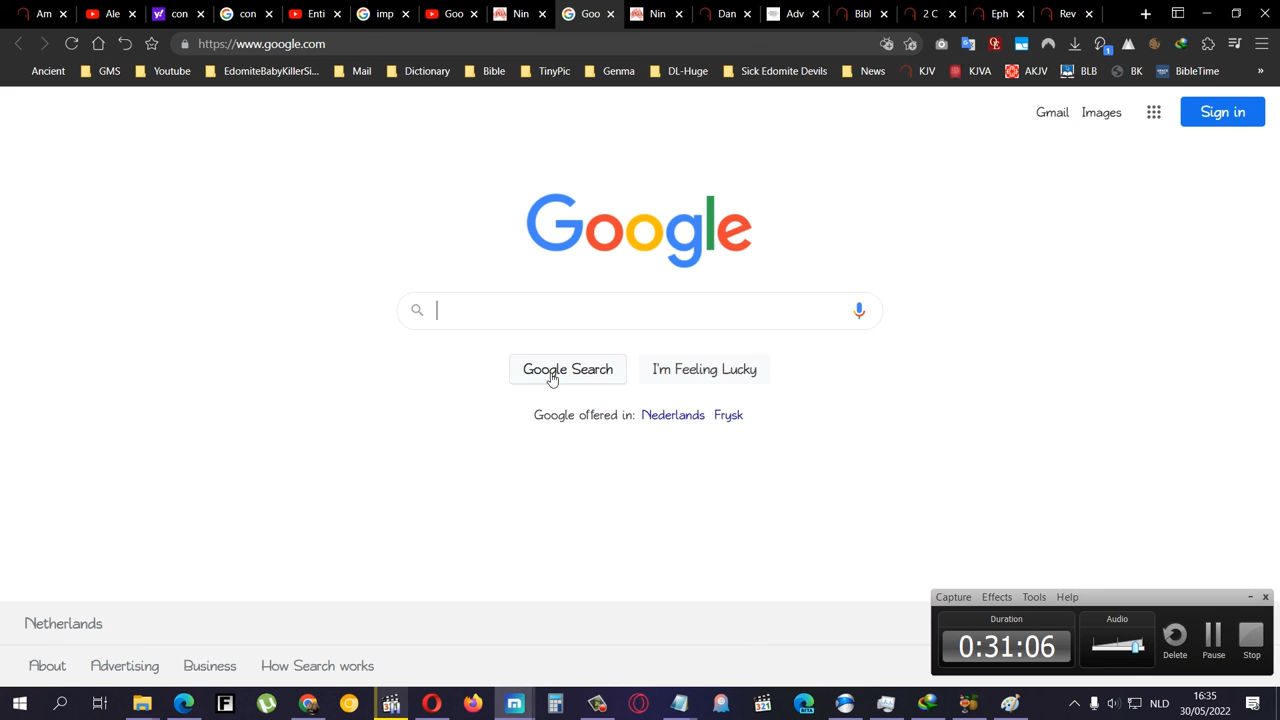 Am Ale con con Enti imp Goo Nin Goo Nin Dan Adv Bibl 2 C Eph Rev
https://www.google.com
Ancient GMS Youtube EdomiteBabyKillerSi... Mail Dictionary Bible TinyPic Genma DL-Huge Sick Edomite Devils News KJV KJVA AKJV BLB BK BibleTime »
Gmail Images Sign in
Google
Google Search I'm Feeling Lucky
Google offered in: Nederlands Frysk
Netherlands
About Advertising Business How Search works
Capture Effects Tools Help
Duration Audio
0:31:06
Delete Pause Stop
NLD
16:35
30/05/2022